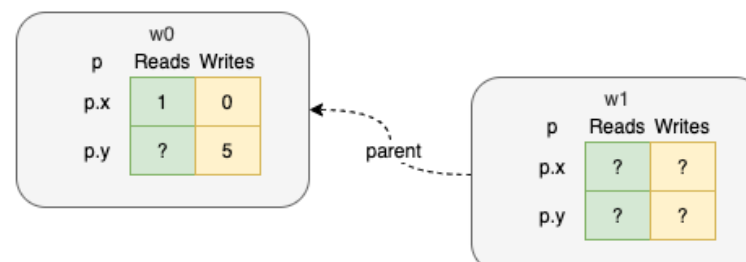 w0
p Reads Writes
p.x 1 0
p.y ? 5
parent
w1
p Reads Writes
p.x ? ?
p.y ? ?